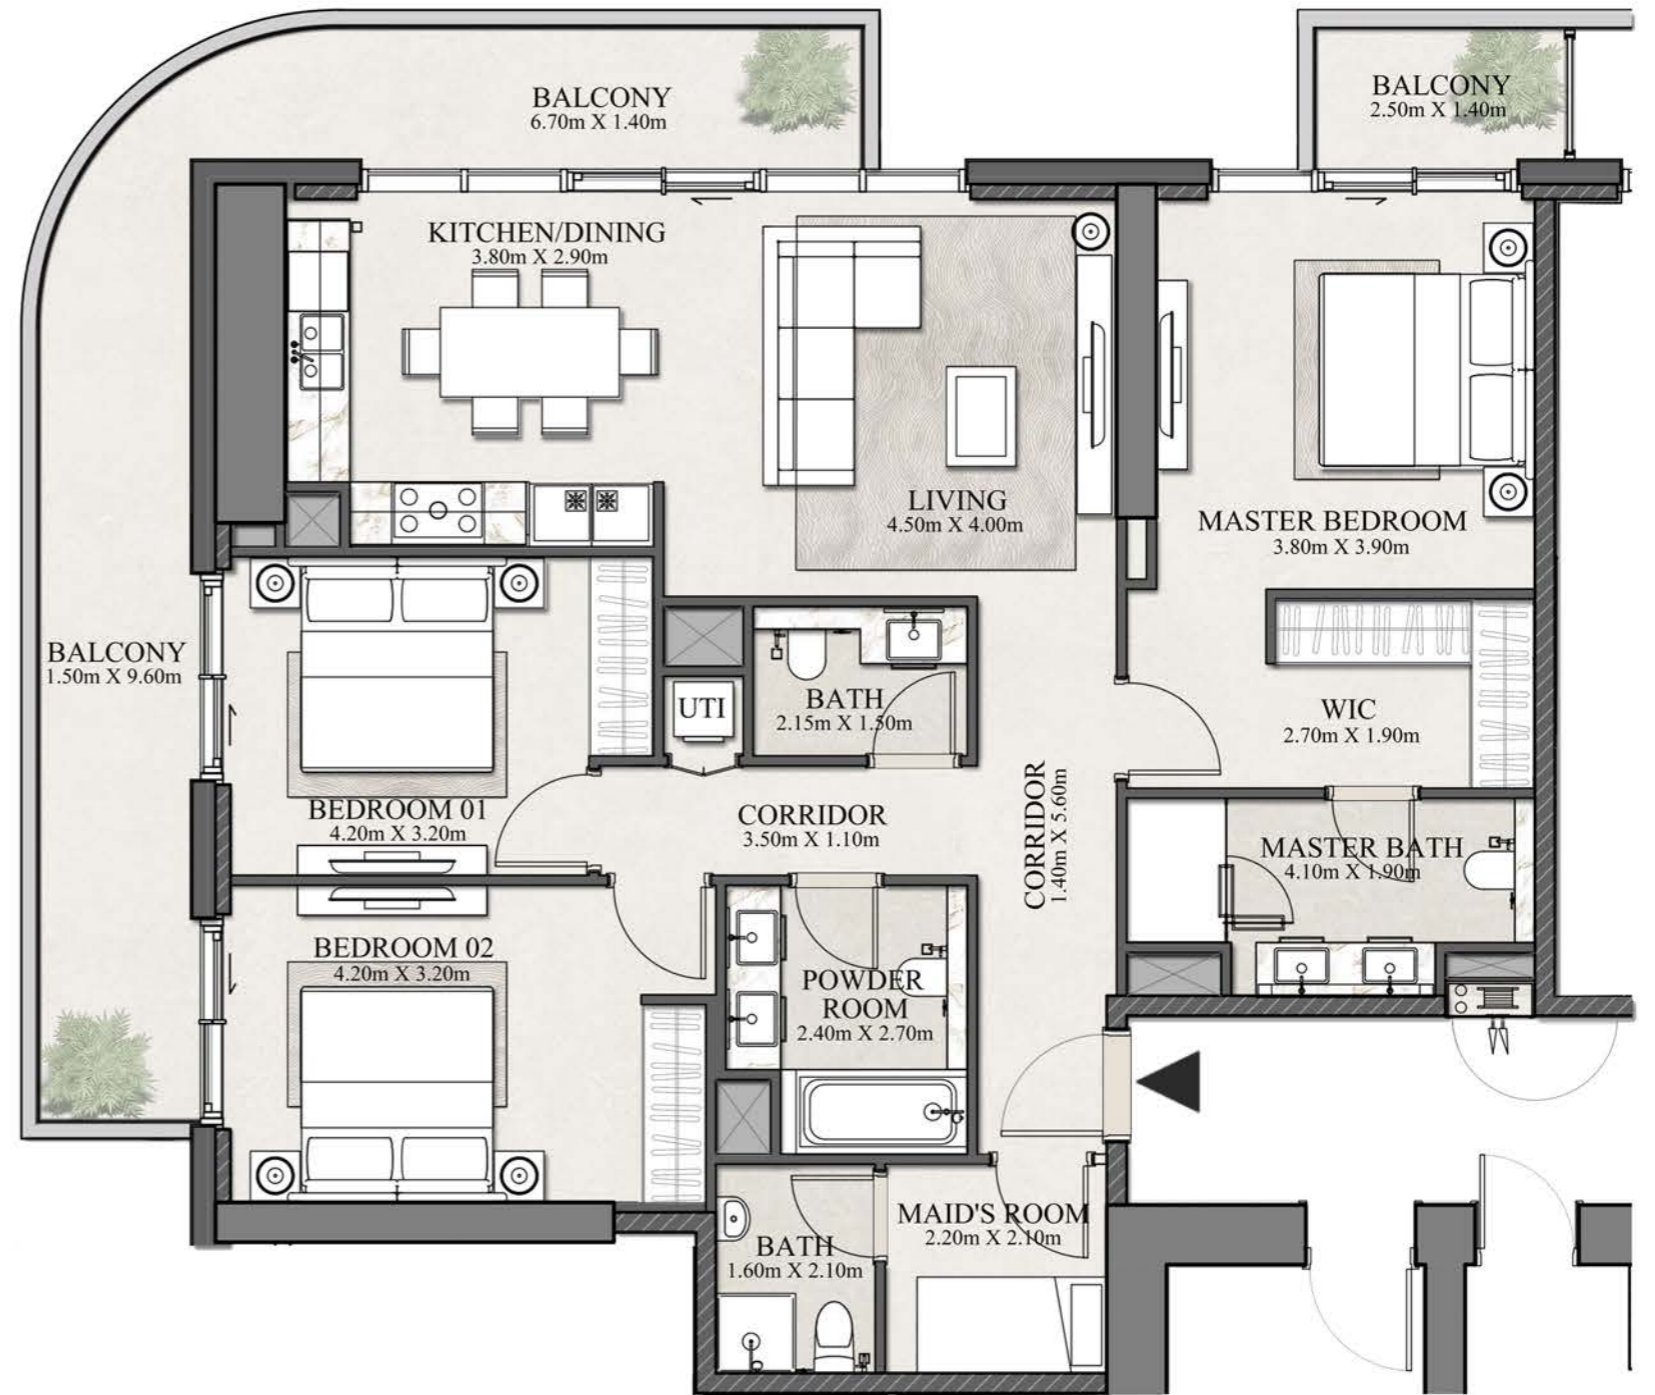 BALCONY
6.70m X 1.40m
BALCONY
2.50m X 1.40m
KITCHEN/DINING
3.80m X 2.90m
LIVING
4.50m X 4.00m
MASTER BEDROOM
3.80m X 3.90m
BALCONY
1.50m X 9.60m
UTI
BATH
2.15m X 1.50m
WIC
2.70m X 1.90m
BEDROOM 01
4.20m X 3.20m
CORRIDOR
3.50m X 1.10m
CORRIDOR
1.40m X 5.60m
MASTER BATH
4.10m X 1.90m
BEDROOM 02
4.20m X 3.20m
POWDER
ROOM
2.40m X 2.70m
MAID'S ROOM
2.20m X 2.10m
BATH
1.60m X 2.10m